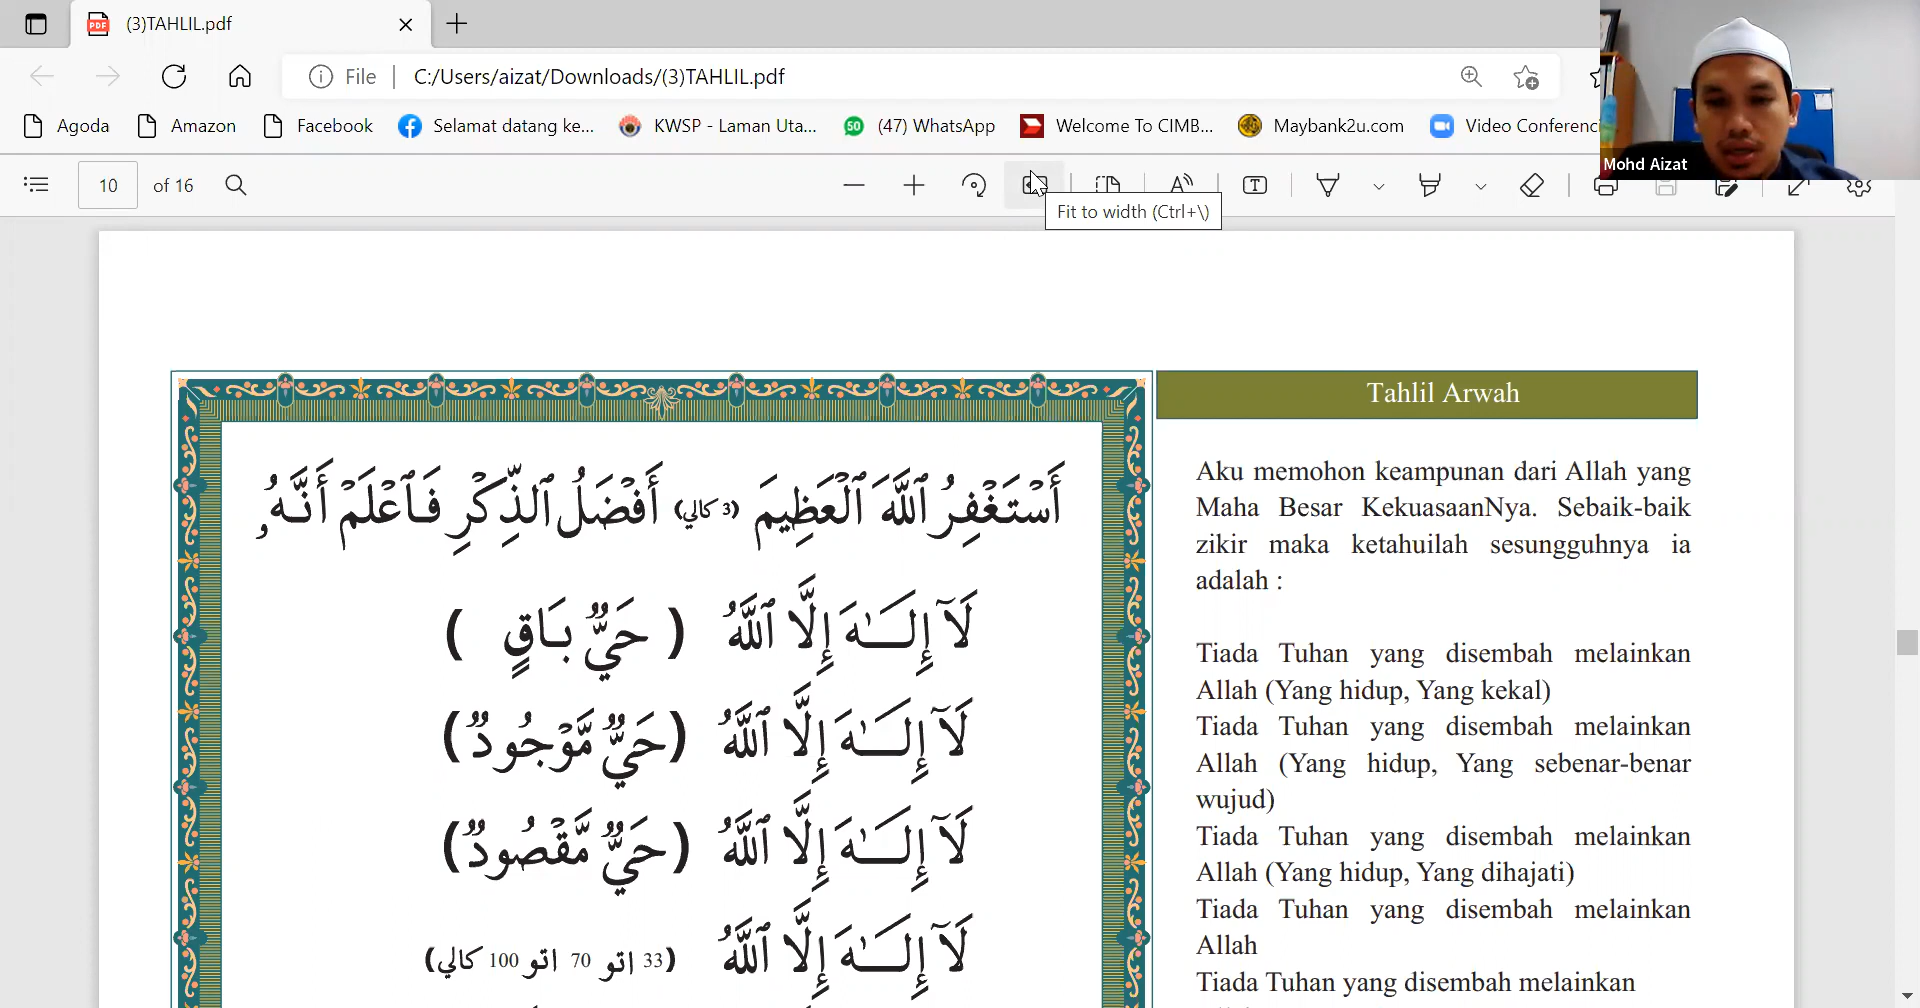 (3)TAHLIL.pdf
File
C:/Users/aizat/Downloads/(3)TAHLIL.pdf
Agoda
Amazon
Facebook
Selamat datang ke...
KWSP - Laman Uta...
50
(47) WhatsApp
Welcome To CIMB...
Maybank2u.com
Video Conferenci
Mohd Aizat
10 of 16
Fit to width (Ctrl+\)
Tahlil Arwah
أَسْتَغْفِرُ ٱللَّهَ ٱلْعَظِيمَ (3 كالي) أَفْضَلُ ٱلذِّكْرِ فَٱعْلَمْ أَنَّهُۥ
لَآ إِلَـٰهَ إِلَّا ٱللَّهُ ( حَيٌّ بَاقٍ )
لَآ إِلَـٰهَ إِلَّا ٱللَّهُ (حَيٌّ مَّوْجُودٌ)
لَآ إِلَـٰهَ إِلَّا ٱللَّهُ (حَيٌّ مَّقْصُودٌ)
لَآ إِلَـٰهَ إِلَّا ٱللَّهُ (33 اتو 70 اتو 100 كالي)
Aku memohon keampunan dari Allah yang
Maha Besar KekuasaanNya. Sebaik-baik
zikir maka ketahuilah sesungguhnya ia
adalah :
Tiada Tuhan yang disembah melainkan
Allah (Yang hidup, Yang kekal)
Tiada Tuhan yang disembah melainkan
Allah (Yang hidup, Yang sebenar-benar
wujud)
Tiada Tuhan yang disembah melainkan
Allah (Yang hidup, Yang dihajati)
Tiada Tuhan yang disembah melainkan
Allah
Tiada Tuhan yang disembah melainkan